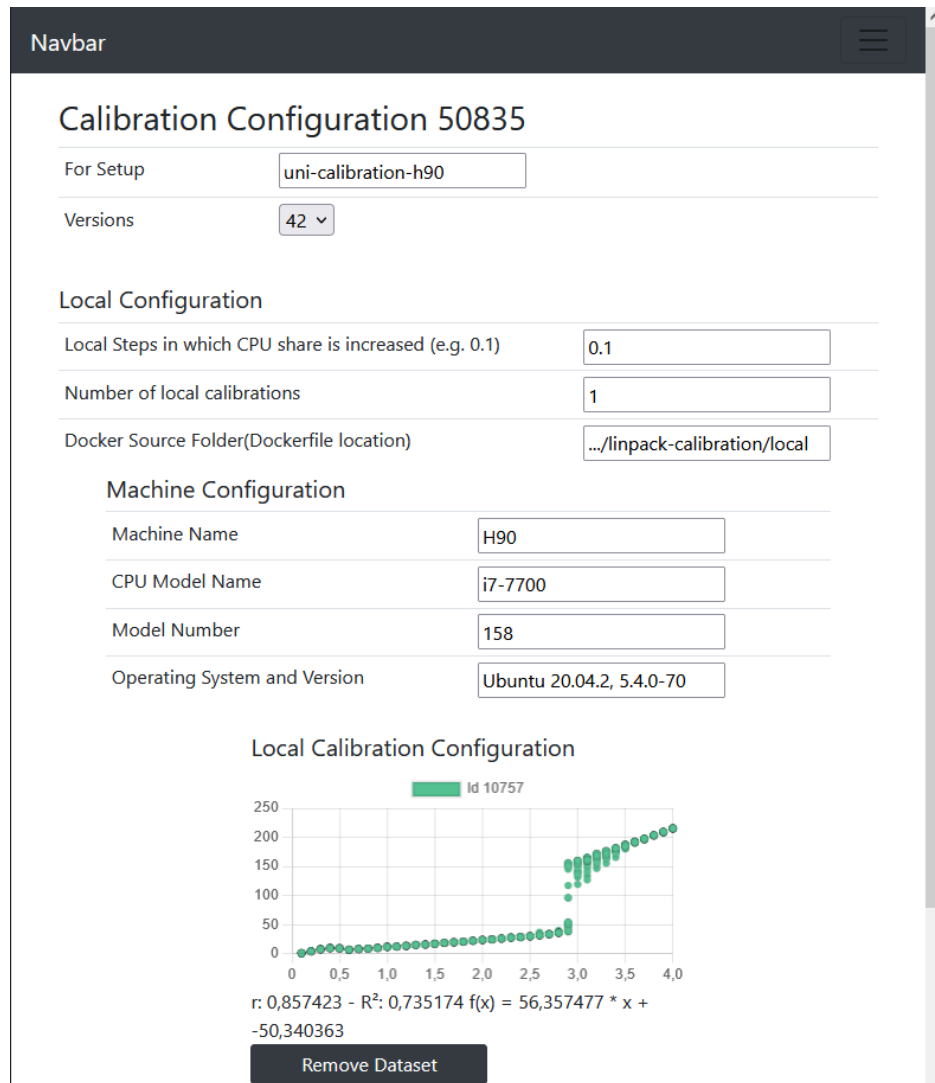 Navbar
Calibration Configuration 50835
For Setup uni-calibration-h90
Versions 42
Local Configuration
Local Steps in which CPU share is increased (e.g. 0.1) 0.1
Number of local calibrations 1
Docker Source Folder(Dockerfile location) .../linpack-calibration/local
Machine Configuration
Machine Name H90
CPU Model Name i7-7700
Model Number 158
Operating System and Version Ubuntu 20.04.2, 5.4.0-70
Local Calibration Configuration
Id 10757
250
200
150
100
50
0
0 0,5 1,0 1,5 2,0 2,5 3,0 3,5 4,0
r: 0,857423 - R²: 0,735174 f(x) = 56,357477 * x +
-50,340363
Remove Dataset